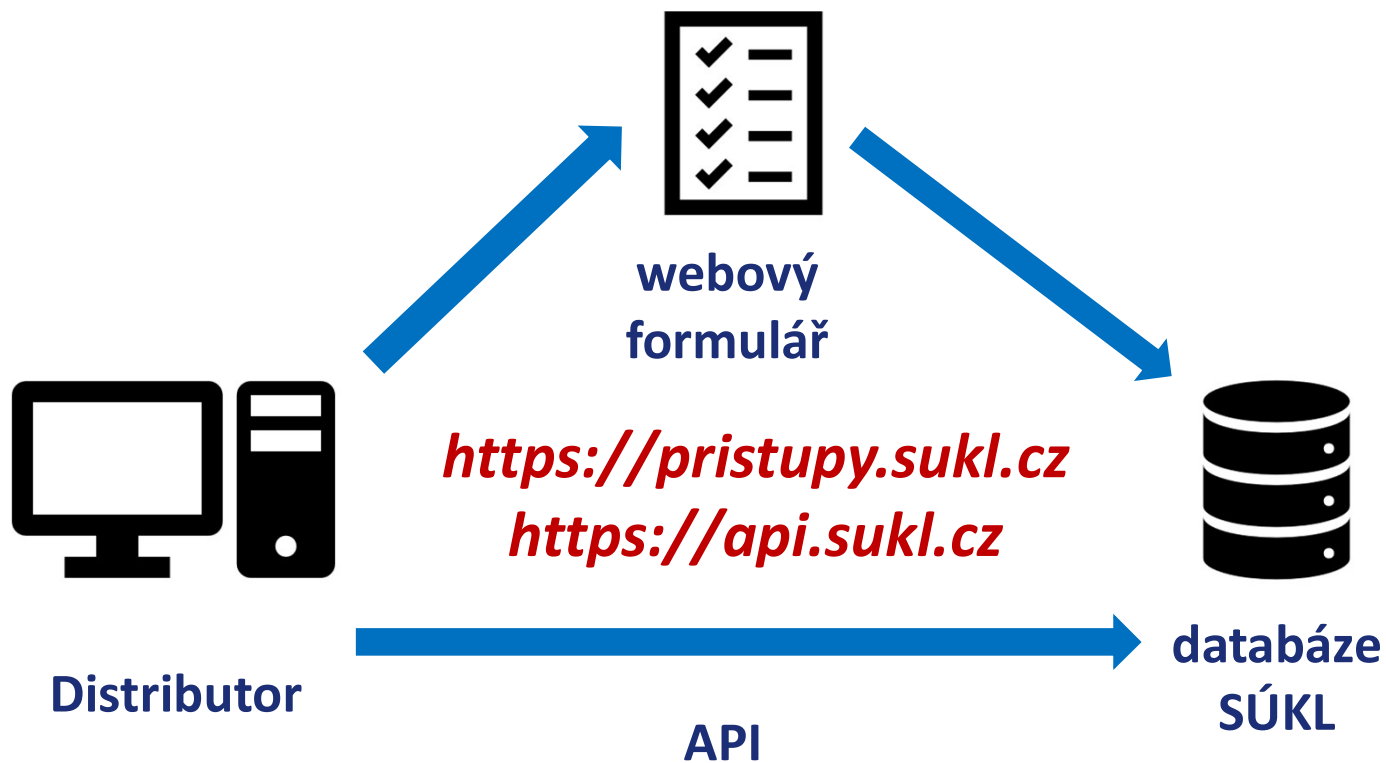 webový
formulář
https://pristupy.sukl.cz
https://api.sukl.cz
Distributor
databáze
SÚKL
API